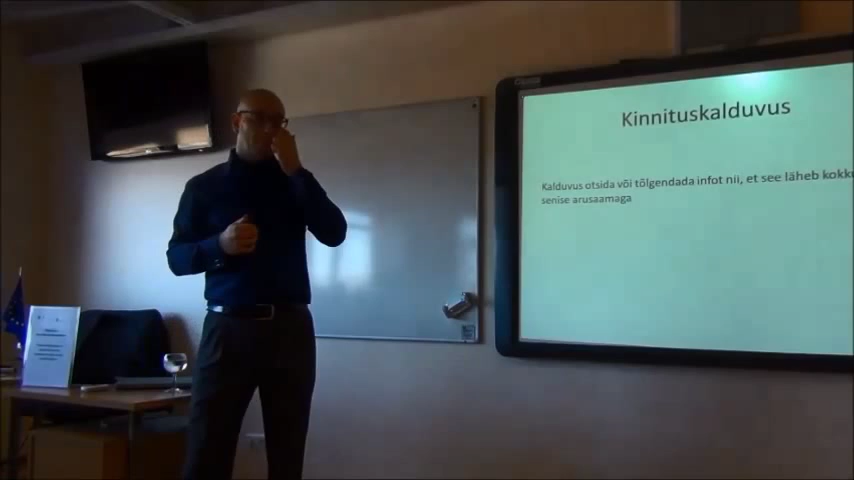 Kinnituskalduvus
Kalduvus otsida või tõlgendada infot nii, et see läheb kokku
senise arusaamaga